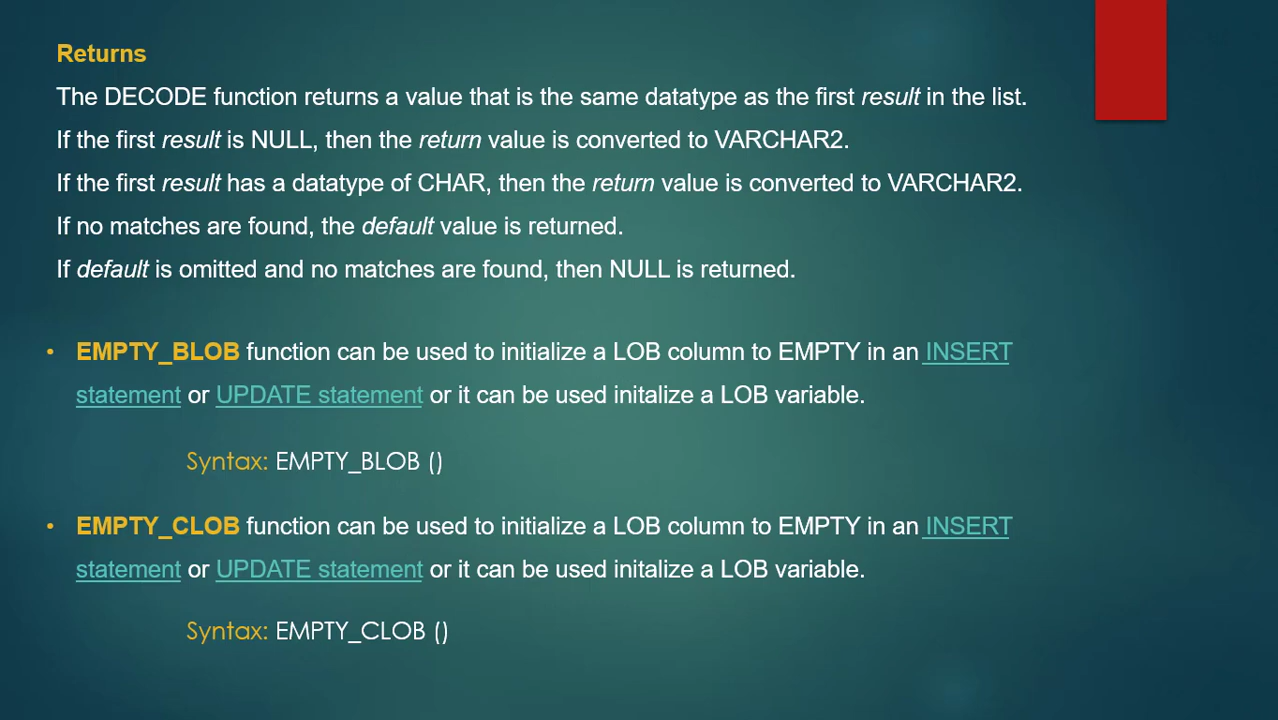 Returns
The DECODE function returns a value that is the same datatype as the first result in the list.
If the first result is NULL, then the return value is converted to VARCHAR2.
If the first result has a datatype of CHAR, then the return value is converted to VARCHAR2.
If no matches are found, the default value is returned.
If default is omitted and no matches are found, then NULL is returned.
• EMPTY_BLOB function can be used to initialize a LOB column to EMPTY in an INSERT
statement or UPDATE statement or it can be used initalize a LOB variable.
Syntax: EMPTY_BLOB ()
• EMPTY_CLOB function can be used to initialize a LOB column to EMPTY in an INSERT
statement or UPDATE statement or it can be used initalize a LOB variable.
Syntax: EMPTY_CLOB ()